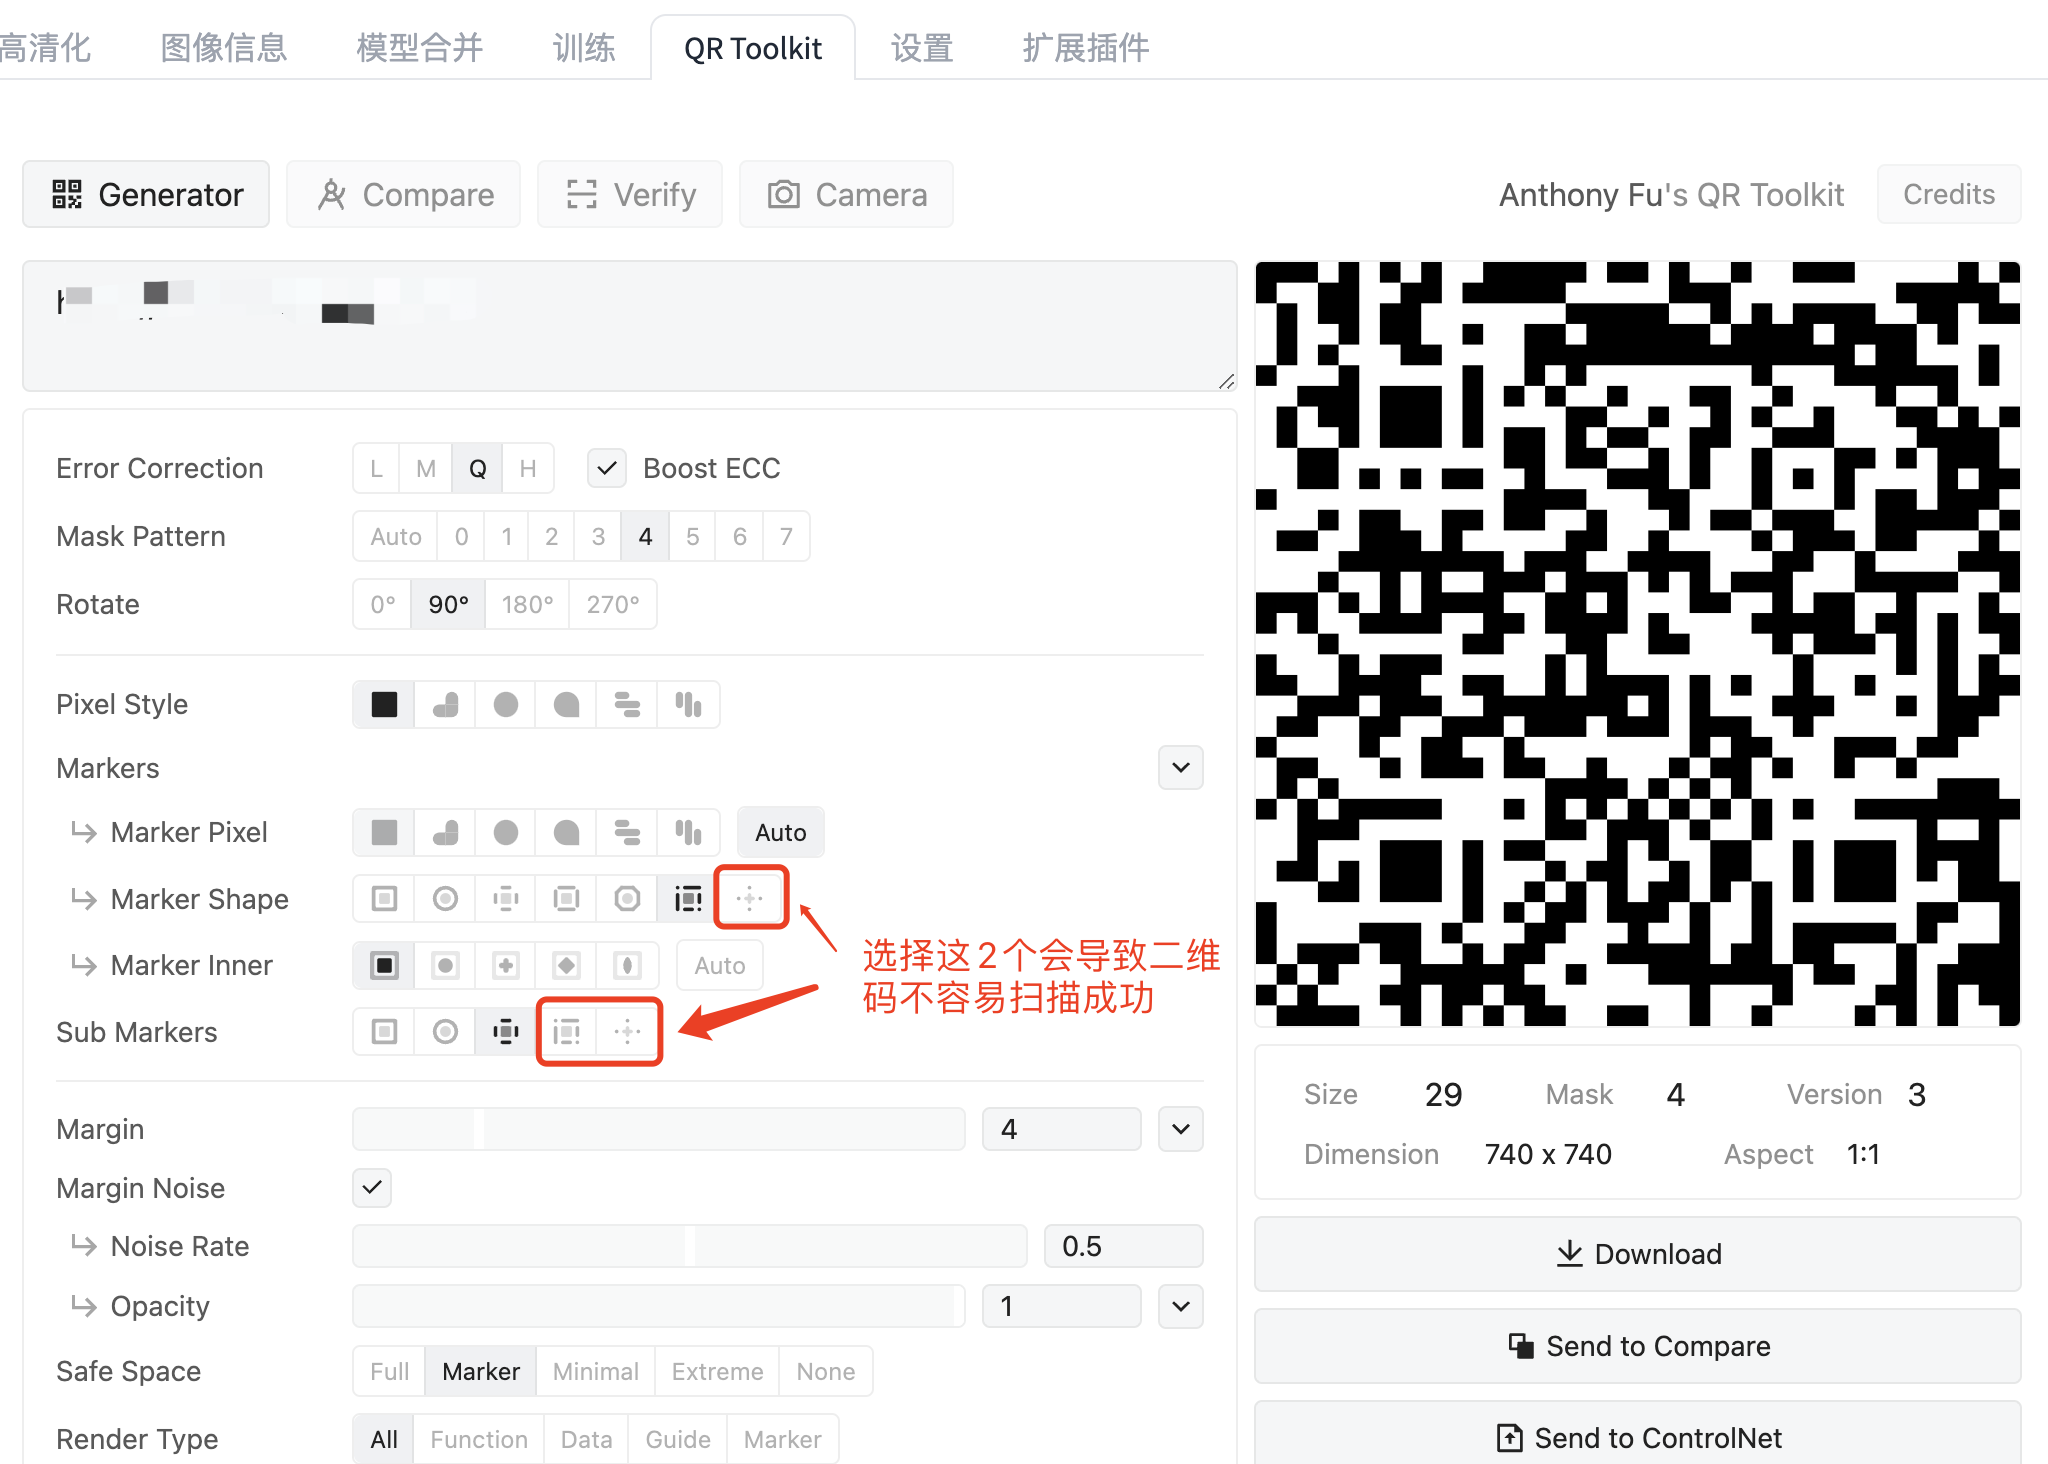 高清化 图像信息 模型合并 训练 QR Toolkit 设置 扩展插件
Generator Compare Verify Camera Anthony Fu's QR Toolkit Credits
Error Correction L M Q H Boost ECC
Mask Pattern Auto 0 1 2 3 4 5 6 7
Rotate 0° 90° 180° 270°
Pixel Style
Markers
Marker Pixel Auto
Marker Shape
选择这2个会导致二维
码不容易扫描成功
Marker Inner Auto
Sub Markers
Margin 4
Margin Noise
Noise Rate 0.5
Opacity 1
Safe Space Full Marker Minimal Extreme None
Render Type All Function Data Guide Marker
Size 29 Mask 4 Version 3
Dimension 740 x 740 Aspect 1:1
Download
Send to Compare
Send to ControlNet